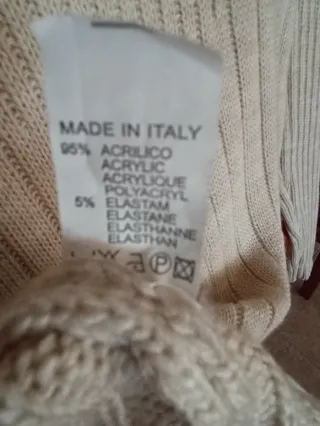 MADE IN ITALY
95% ACRILICO
ACRYLIC
ACRYLIQUE
POLYACRYL
5% ELASTAM
ELASTANE
ELASTHANNE
ELASTHAN
P